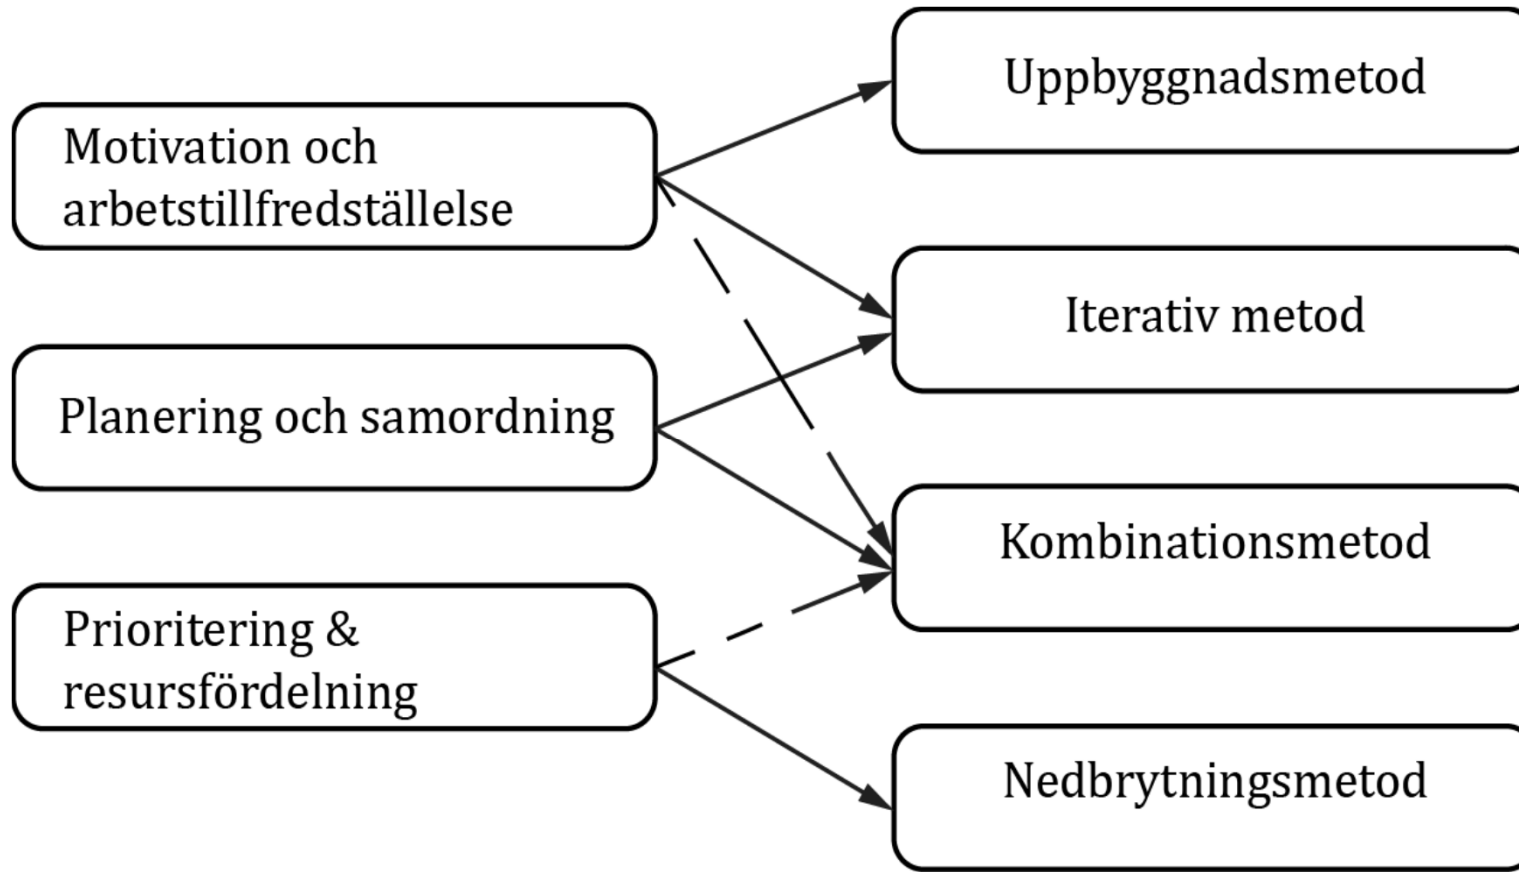 Motivation och
arbetstillfredställelse
Planering och samordning
Prioritering &
resursfördelning
Uppbyggnadsmetod
Iterativ metod
Kombinationsmetod
Nedbrytningsmetod